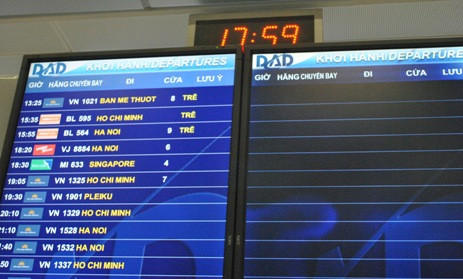 17:59
DAD KHỞI HÀNH/DEPARTURES
GIỜ HÃNG CHUYẾN BAY ĐI CỬA LƯU Ý
13:25 VN 1021 BAN ME THUOT 8 TRỄ
15:35 BL 595 HO CHI MINH TRỄ
15:55 BL 564 HA NOI 9 TRỄ
18:20 VJ 8884 HA NOI 6
18:30 MI 633 SINGAPORE 4
19:05 VN 1325 HO CHI MINH 7
19:30 VN 1901 PLEIKU
20:10 VN 1329 HO CHI MINH
21:10 VN 1528 HA NOI
:40 VN 1532 HA NOI
:50 VN 1337 HO CHI MINH
DAD KHỞI HÀNH/DEPARTURES
GIỜ HÃNG CHUYẾN BAY ĐI CỬA LƯU Ý